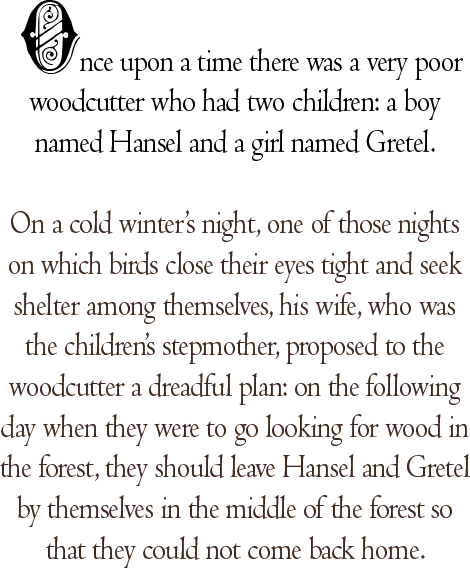 Once upon a time there was a very poor
woodcutter who had two children: a boy
named Hansel and a girl named Gretel.
On a cold winter's night, one of those nights
on which birds close their eyes tight and seek
shelter among themselves, his wife, who was
the children's stepmother, proposed to the
woodcutter a dreadful plan: on the following
day when they were to go looking for wood in
the forest, they should leave Hansel and Gretel
by themselves in the middle of the forest so
that they could not come back home.